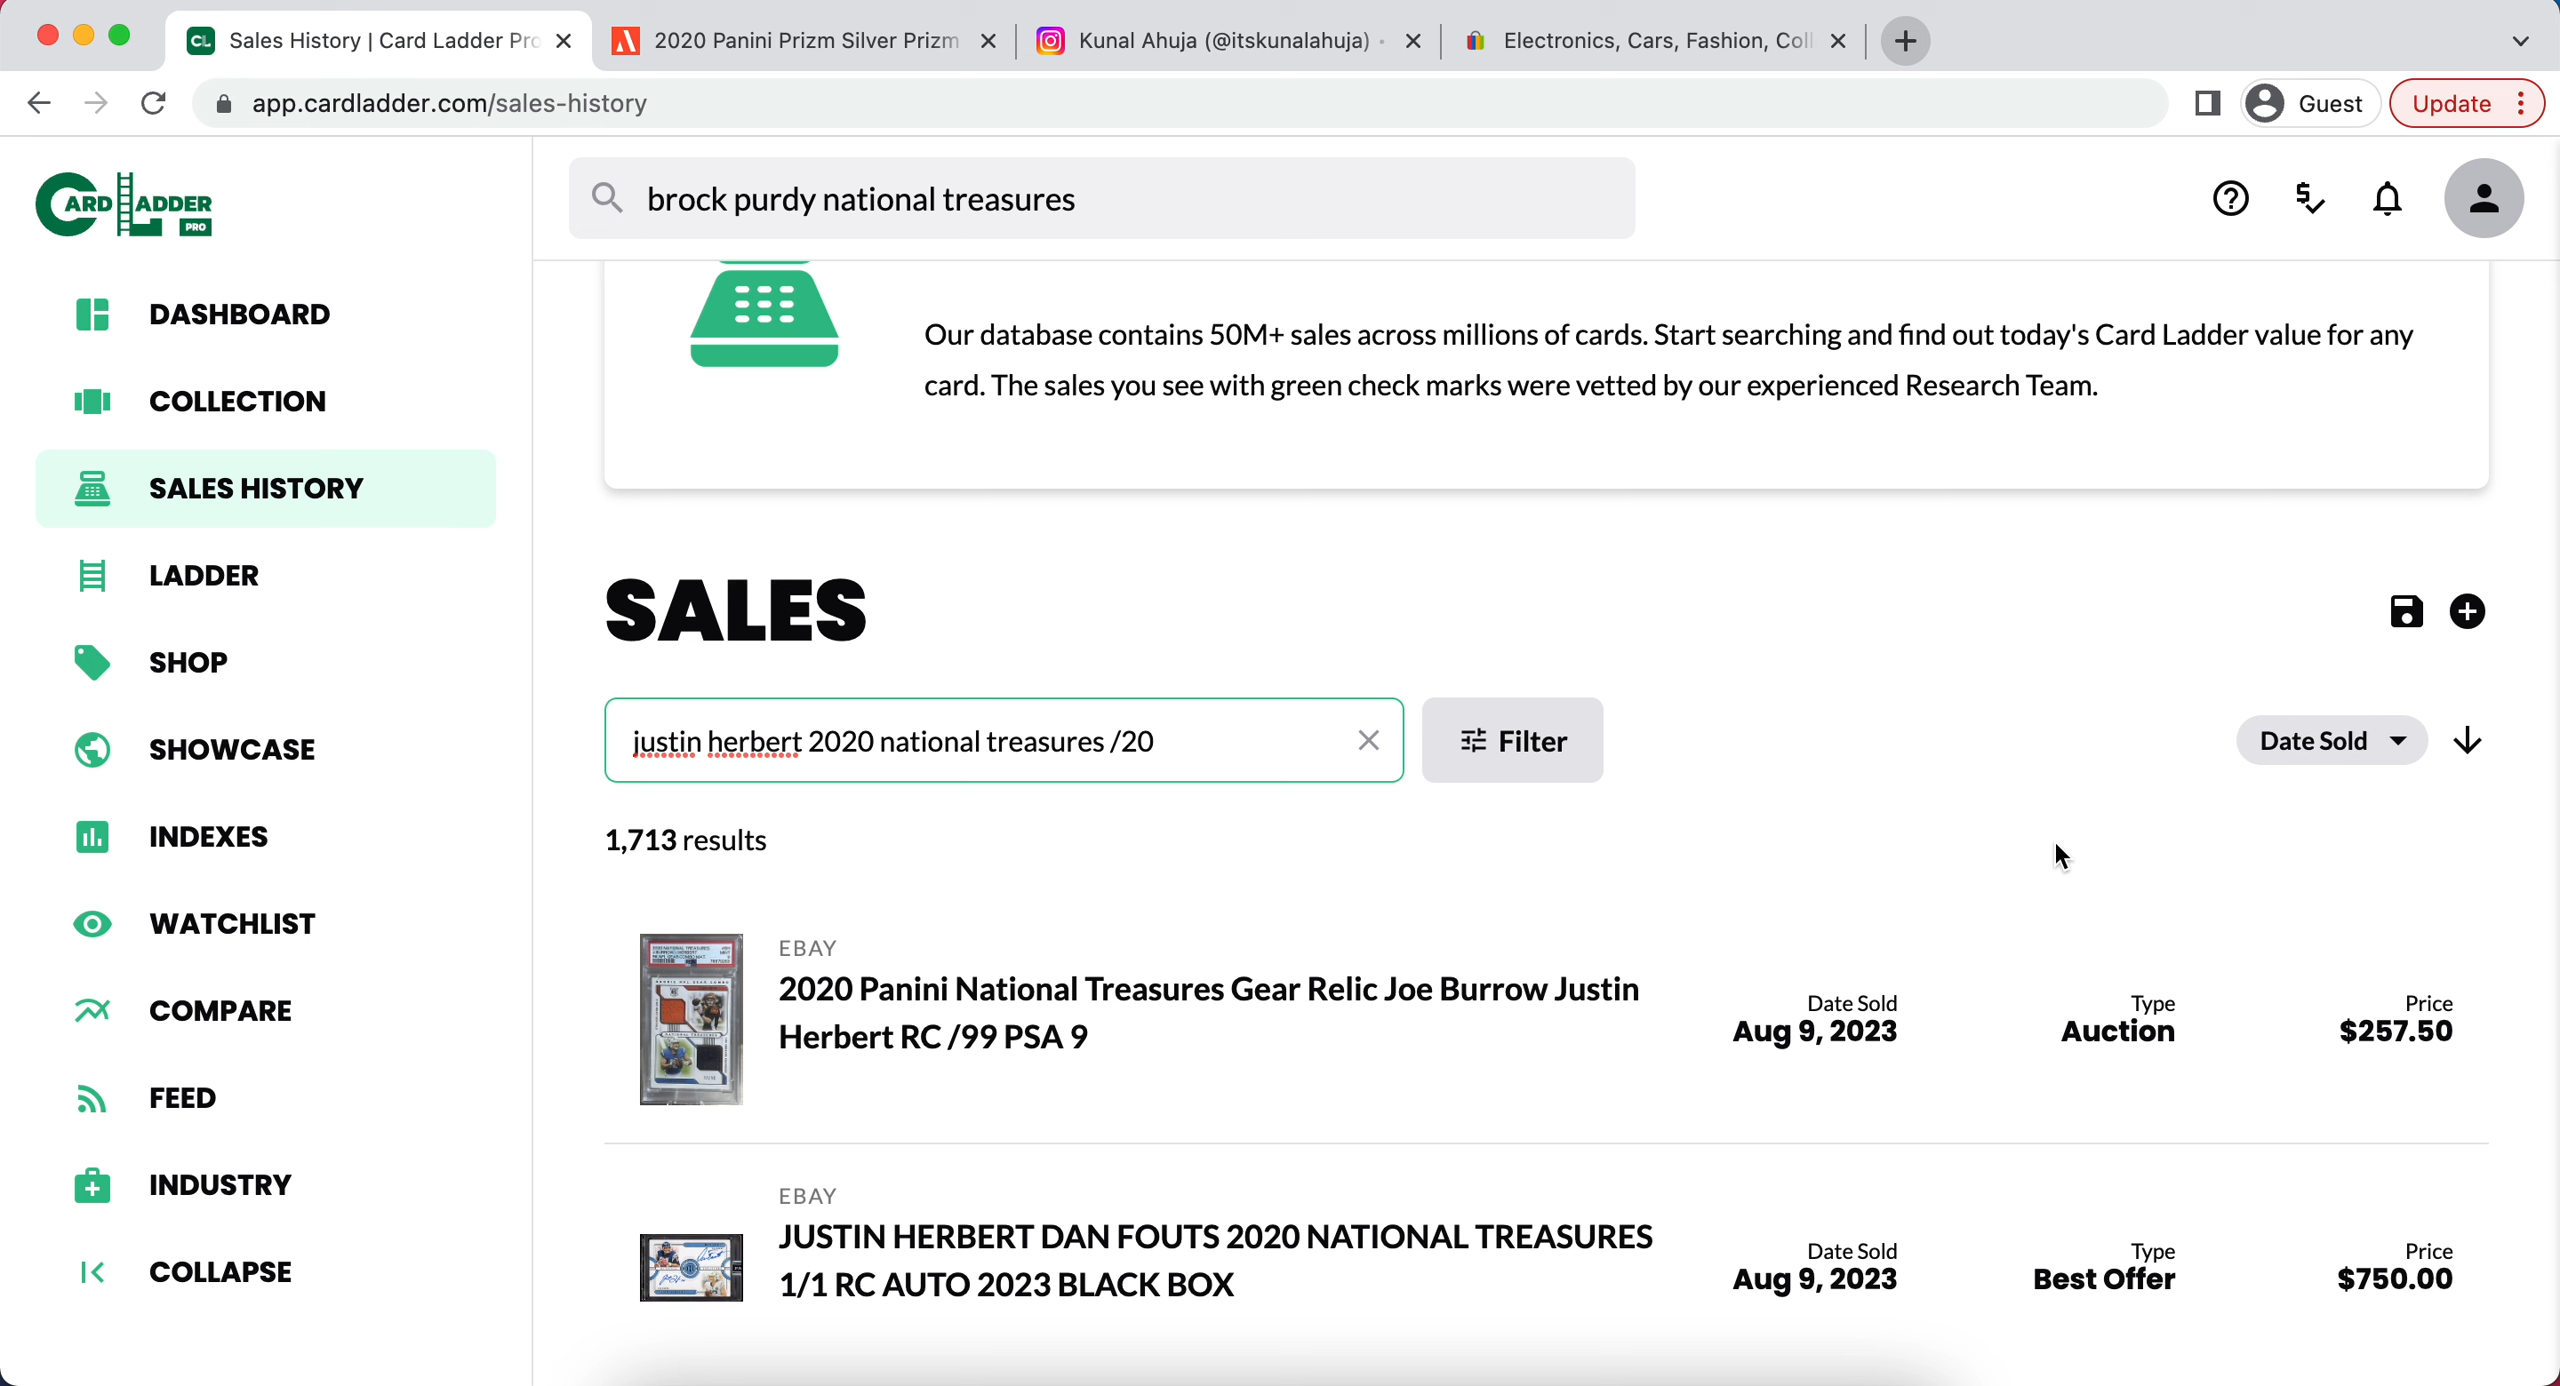 Sales History | Card Ladder Pro
2020 Panini Prizm Silver Prizm
Kunal Ahuja (@itskunalahuja) •
Electronics, Cars, Fashion, Coll
app.cardladder.com/sales-history
Guest
Update
CARD LADDER
PRO
brock purdy national treasures
DASHBOARD
COLLECTION
SALES HISTORY
LADDER
SHOP
SHOWCASE
INDEXES
WATCHLIST
COMPARE
FEED
INDUSTRY
COLLAPSE
Our database contains 50M+ sales across millions of cards. Start searching and find out today's Card Ladder value for any
card. The sales you see with green check marks were vetted by our experienced Research Team.
SALES
justin herbert 2020 national treasures /20
Filter
Date Sold
1,713 results
EBAY
2020 Panini National Treasures Gear Relic Joe Burrow Justin
Herbert RC /99 PSA 9
Date Sold
Aug 9, 2023
Type
Auction
Price
$257.50
EBAY
JUSTIN HERBERT DAN FOUTS 2020 NATIONAL TREASURES
1/1 RC AUTO 2023 BLACK BOX
Date Sold
Aug 9, 2023
Type
Best Offer
Price
$750.00